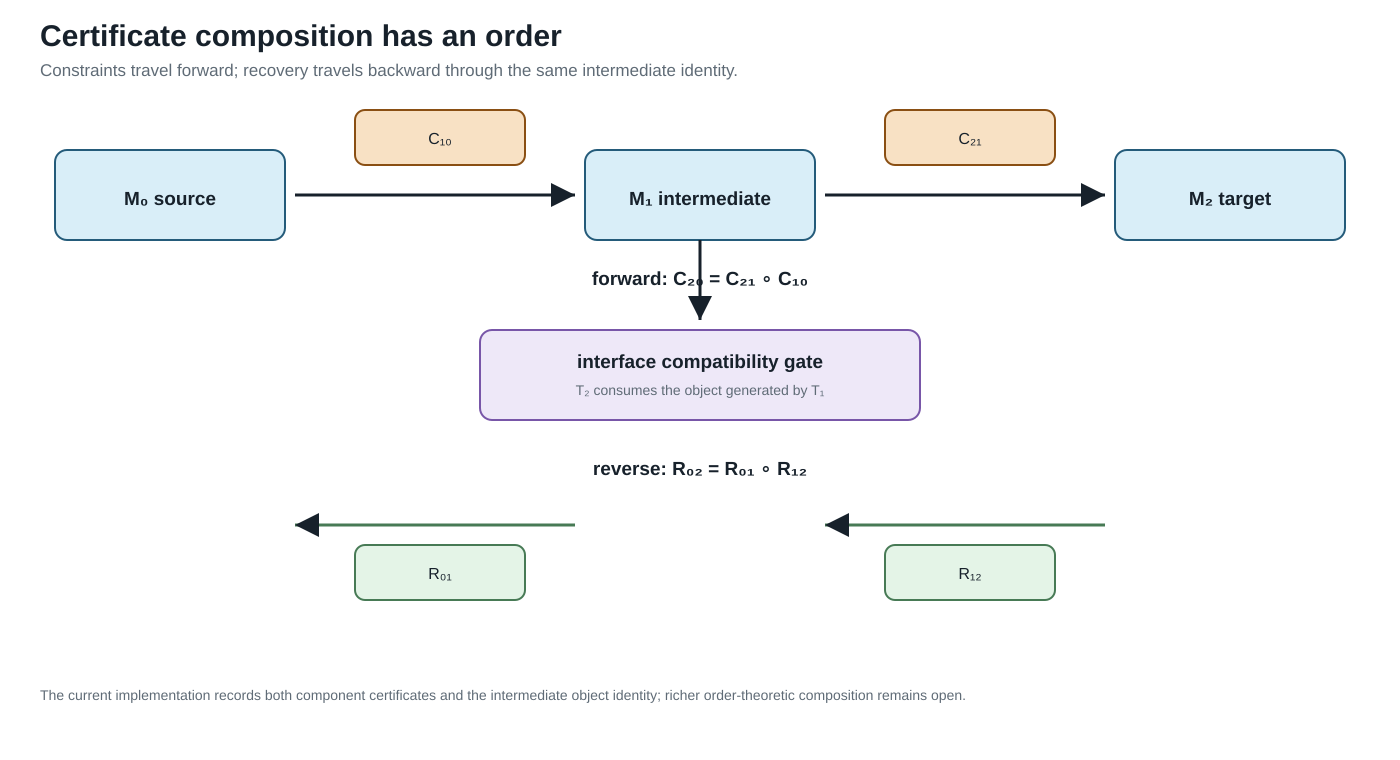 Certificate composition has an order
Constraints travel forward; recovery travels backward through the same intermediate identity.
C₁₀
C₂₁
M₀ source
M₁ intermediate
M₂ target
forward: C₂₀ = C₂₁ ∘ C₁₀
interface compatibility gate
T₂ consumes the object generated by T₁
reverse: R₀₂ = R₀₁ ∘ R₁₂
R₀₁
R₁₂
The current implementation records both component certificates and the intermediate object identity; richer order-theoretic composition remains open.